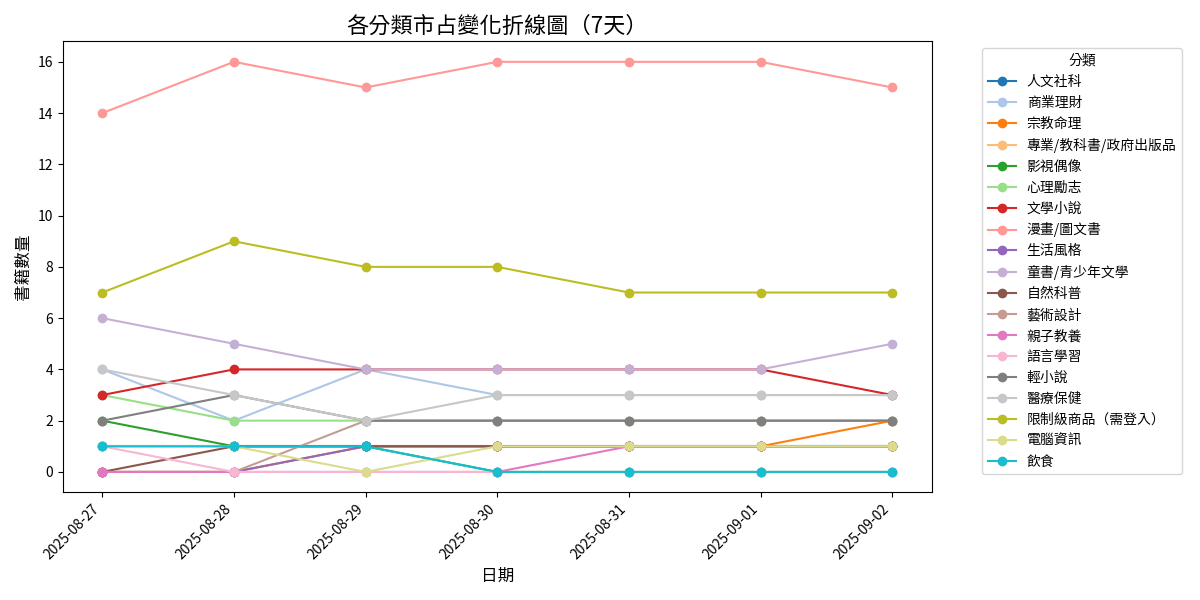 各分類市占變化折線圖（7天）
書籍數量
16
14
12
10
8
6
4
2
0
2025-08-27
2025-08-28
2025-08-29
2025-08-30
2025-08-31
2025-09-01
2025-09-02
日期
分類
人文社科
商業理財
宗教命理
專業/教科書/政府出版品
影視偶像
心理勵志
文學小說
漫畫/圖文書
生活風格
童書/青少年文學
自然科普
藝術設計
親子教養
語言學習
輕小說
醫療保健
限制級商品（需登入）
電腦資訊
飲食